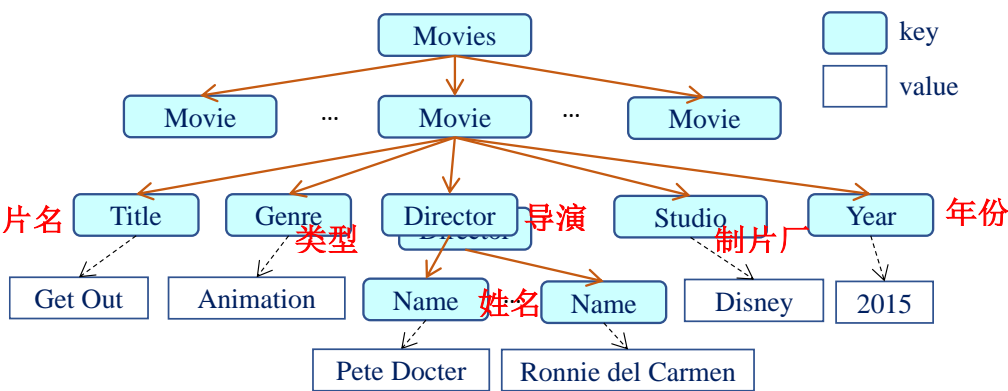 Movies
key
value
Movie
...
Movie
...
Movie
片名
Title
Genre
类型
Director
导演
Director
Studio
制片厂
Year
年份
Get Out
Animation
Name
姓名
...
Name
Disney
2015
Pete Docter
Ronnie del Carmen